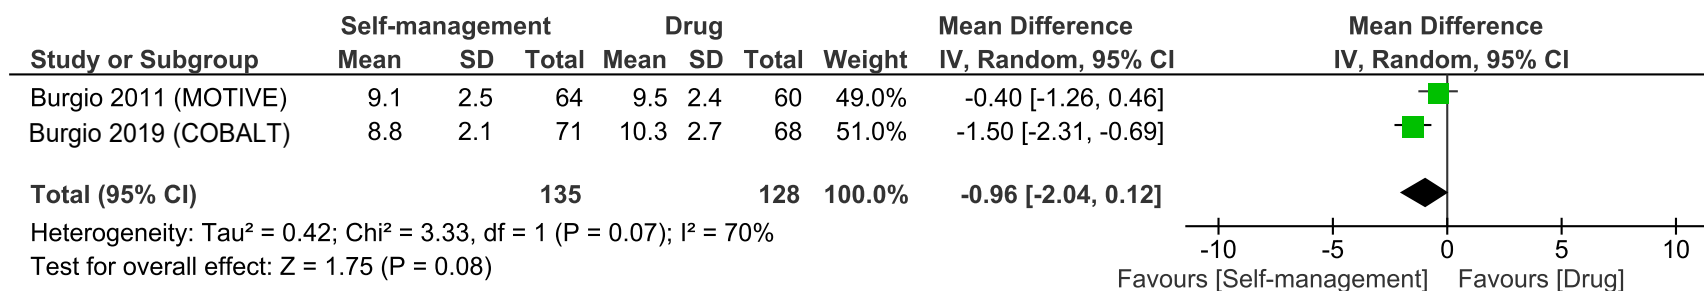 Self-management Drug Mean Difference Mean Difference
Study or Subgroup Mean SD Total Mean SD Total Weight IV, Random, 95% CI IV, Random, 95% CI
Burgio 2011 (MOTIVE) 9.1 2.5 64 9.5 2.4 60 49.0% -0.40 [-1.26, 0.46]
Burgio 2019 (COBALT) 8.8 2.1 71 10.3 2.7 68 51.0% -1.50 [-2.31, -0.69]
Total (95% CI) 135 128 100.0% -0.96 [-2.04, 0.12]
Heterogeneity: Tau² = 0.42; Chi² = 3.33, df = 1 (P = 0.07); I² = 70%
Test for overall effect: Z = 1.75 (P = 0.08)
-10 -5 0 5 10
Favours [Self-management] Favours [Drug]